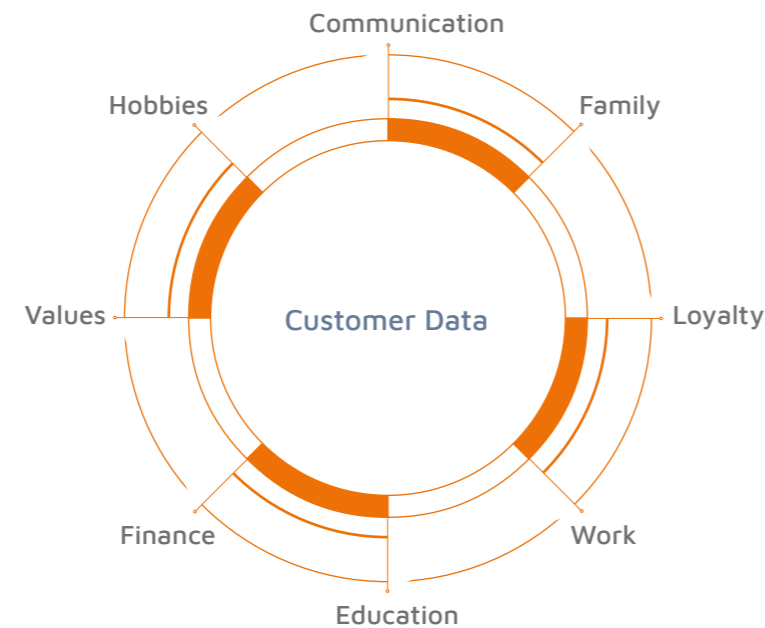 Communication
Hobbies
Family
Values
Customer Data
Loyalty
Finance
Work
Education